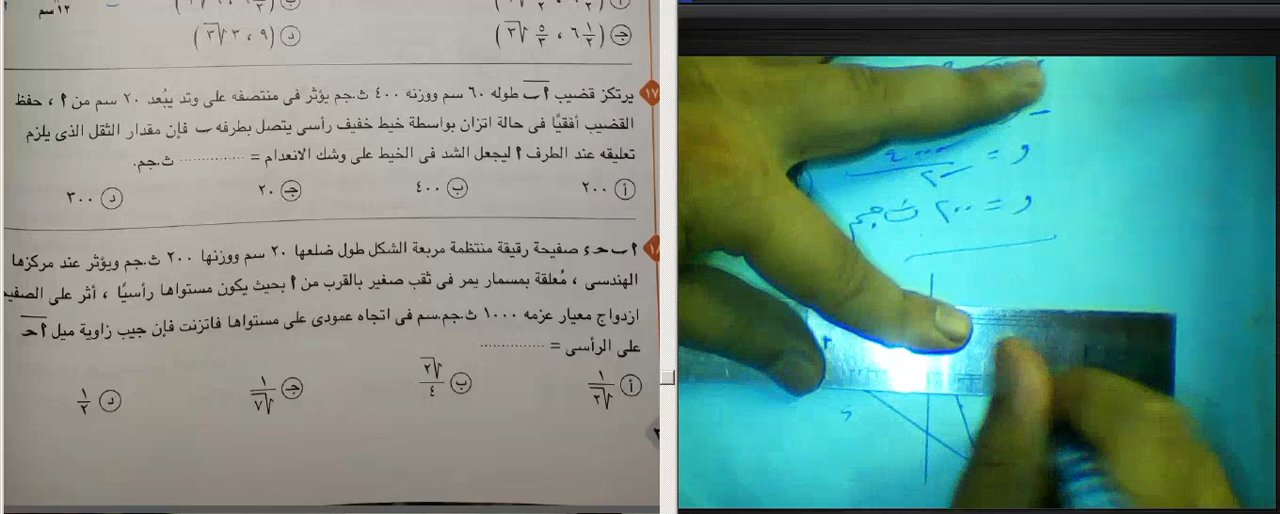 ١٢ سم
جـ (٦ ١/٢ ، ٥/٣ √٣)
د (٩ ، ٣√٣)
١٧ يرتكز قضيب أب طوله ٦٠ سم ووزنه ٤٠٠ ث.جم يؤثر فى منتصفه على وتد يبُعد ٢٠ سم من أ ، حفظ
القضيب أفقيًا فى حالة اتزان بواسطة خيط خفيف رأسى يتصل بطرفه ب فإن مقدار الثقل الذى يلزم
تعليقه عند الطرف أ ليجعل الشد فى الخيط على وشك الانعدام = .............. ث.جم.
أ ٢٠٠
ب ٤٠٠
جـ ٢٠
د ٣٠٠
١٨ أ ب حـ ء صفيحة رقيقة منتظمة مربعة الشكل طول ضلعها ٢٠ سم ووزنها ٢٠٠ ث.جم ويؤثر عند مركزها
الهندسى ، مُعلقة بمسمار يمر فى ثقب صغير بالقرب من أ بحيث يكون مستواها رأسيًا ، أثر على
ازدواج معيار عزمه ١٠٠٠ ث.جم.سم فى اتجاه عمودى على مستواها فاتزنت فإن جيب زاوية ميل أحـ
على الرأسى = ..............
أ ١/√٢
ب √٢/٤
جـ ١/√٧
د ١/٢
و =
و = ٢٠٠ ث جم